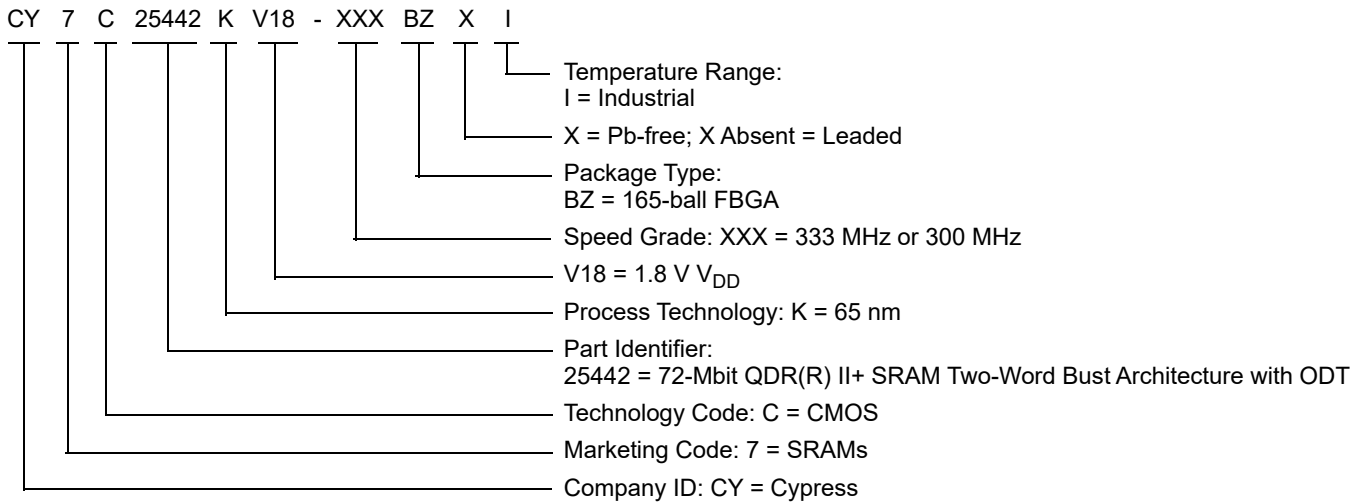 CY 7 C 25442 K V18 - XXX BZ X I
Temperature Range:
I = Industrial
X = Pb-free; X Absent = Leaded
Package Type:
BZ = 165-ball FBGA
Speed Grade: XXX = 333 MHz or 300 MHz
V18 = 1.8 V VDD
Process Technology: K = 65 nm
Part Identifier:
25442 = 72-Mbit QDR(R) II+ SRAM Two-Word Bust Architecture with ODT
Technology Code: C = CMOS
Marketing Code: 7 = SRAMs
Company ID: CY = Cypress